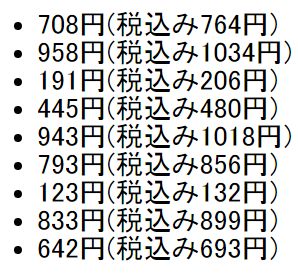 • 708円(税込み764円)
• 958円(税込み1034円)
• 191円(税込み206円)
• 445円(税込み480円)
• 943円(税込み1018円)
• 793円(税込み856円)
• 123円(税込み132円)
• 833円(税込み899円)
• 642円(税込み693円)